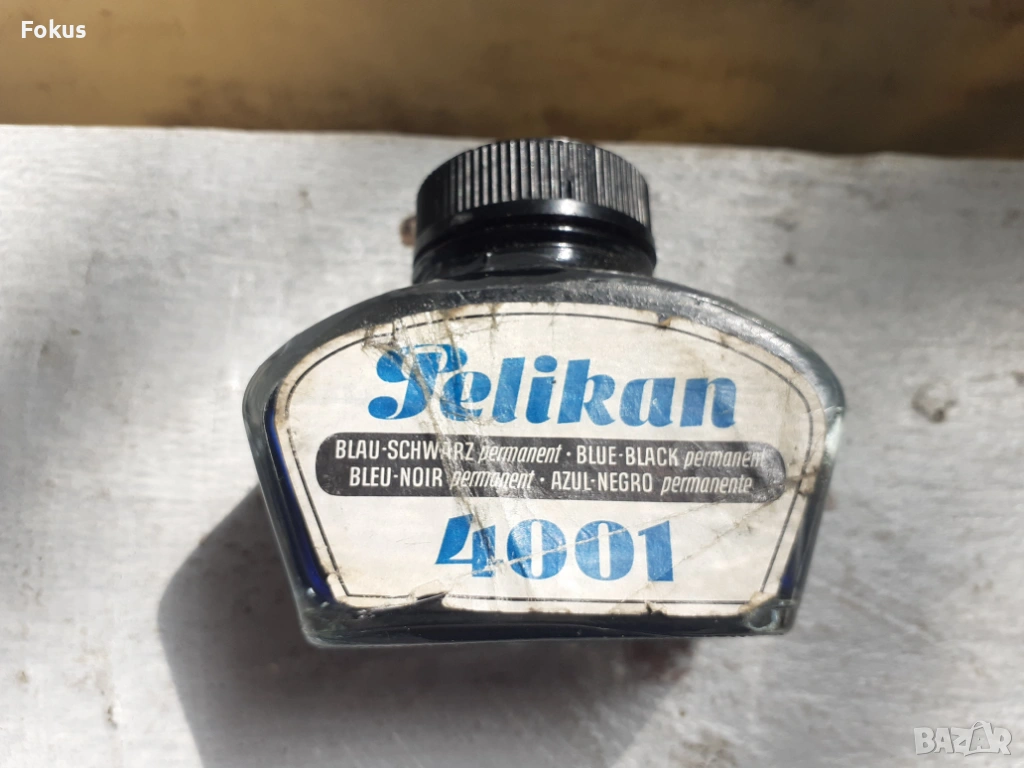 Fokus
Pelikan
BLAU-SCHWARZ permanent · BLUE-BLACK permanent
BLEU-NOIR permanent · AZUL-NEGRO permanente
4001
BAZAR